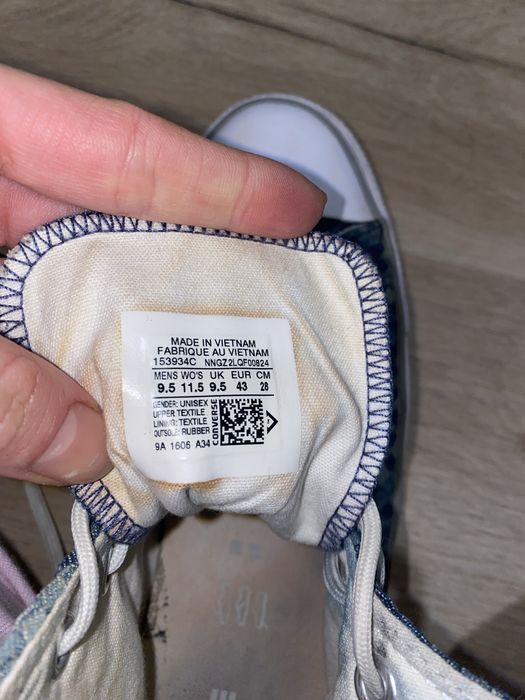 MADE IN VIETNAM
FABRIQUE AU VIETNAM
153934C NNGZ2LQF00824
MENS WO'S UK EUR CM
9.5 11.5 9.5 43 28
GENDER: UNISEX
UPPER TEXTILE
LINING: TEXTILE
OUTSOLE: RUBBER
CONVERSE
9A 1606 A34